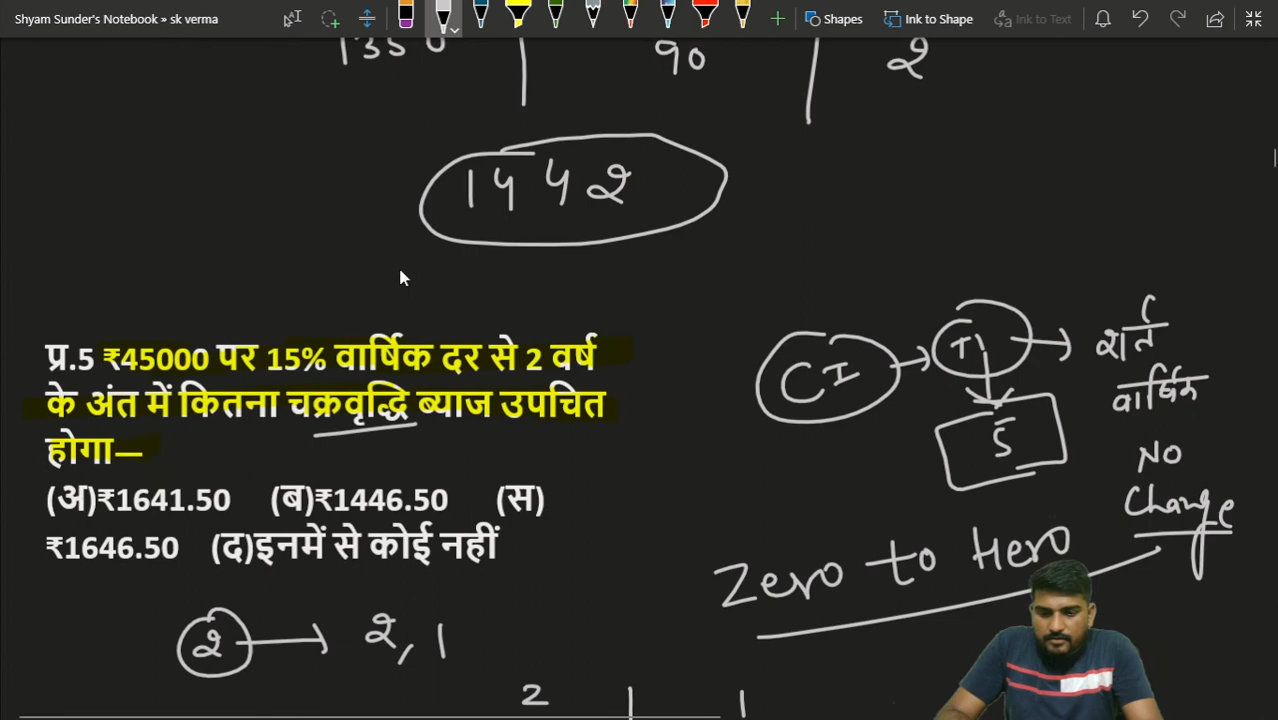 Shyam Sunder's Notebook » sk verma
Shapes
Ink to Shape
Ink to Text
1350 90 2
1442
CI → T → शर्त
वार्षिक
No
Change
5
प्र.5 ₹45000 पर 15% वार्षिक दर से 2 वर्ष
के अंत में कितना चक्रवृद्धि ब्याज उपचित
होगा—
(अ)₹1641.50 (ब)₹1446.50 (स)
₹1646.50 (द)इनमें से कोई नहीं
Zero to Hero
2 → 2, 1
2 1